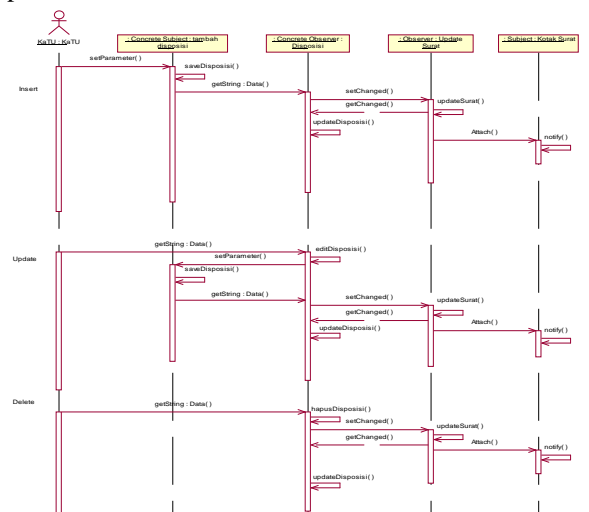 : KaTU : KaTU
: Concrete Subject : tambah
disposisi
: Concrete Observer :
Disposisi
: Observer : Update
Surat
: Subject : Kotak Surat
Insert
setParameter( )
saveDisposisi( )
getString : Data( )
setChanged( )
getChanged( )
updateSurat( )
updateDisposisi( )
Attach( )
notify( )
Update
getString : Data( )
editDisposisi( )
setParameter( )
saveDisposisi( )
getString : Data( )
setChanged( )
updateSurat( )
getChanged( )
updateDisposisi( )
Attach( )
notify( )
Delete
getString : Data( )
hapusDisposisi( )
setChanged( )
updateSurat( )
getChanged( )
Attach( )
notify( )
updateDisposisi( )